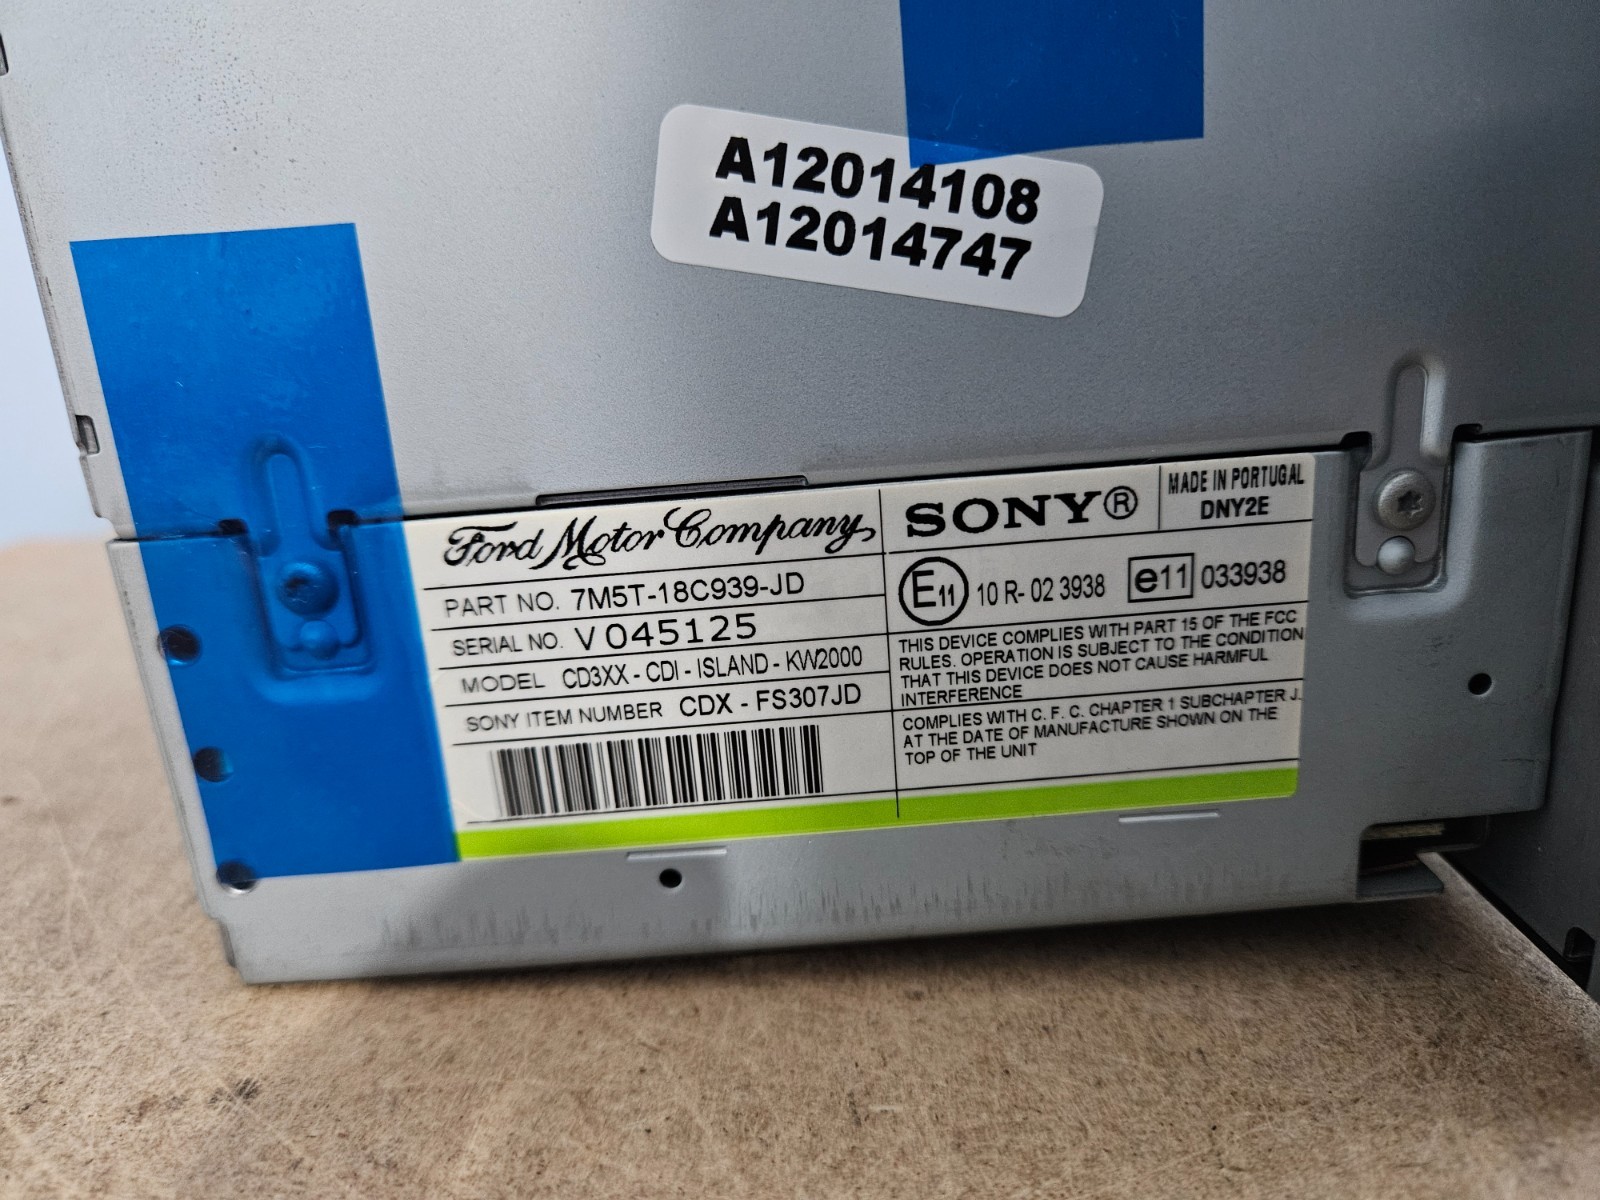 A12014108
A12014747
Ford Motor Company
PART NO. 7M5T-18C939-JD
SERIAL NO. V045125
MODEL CD3XX - CDI - ISLAND - KW2000
SONY ITEM NUMBER CDX - FS307JD
SONY®
MADE IN PORTUGAL
DNY2E
E11 10 R- 02 3938 e11 033938
THIS DEVICE COMPLIES WITH PART 15 OF THE FCC
RULES. OPERATION IS SUBJECT TO THE CONDITION
THAT THIS DEVICE DOES NOT CAUSE HARMFUL
INTERFERENCE
COMPLIES WITH C. F. C. CHAPTER 1 SUBCHAPTER J.
AT THE DATE OF MANUFACTURE SHOWN ON THE
TOP OF THE UNIT